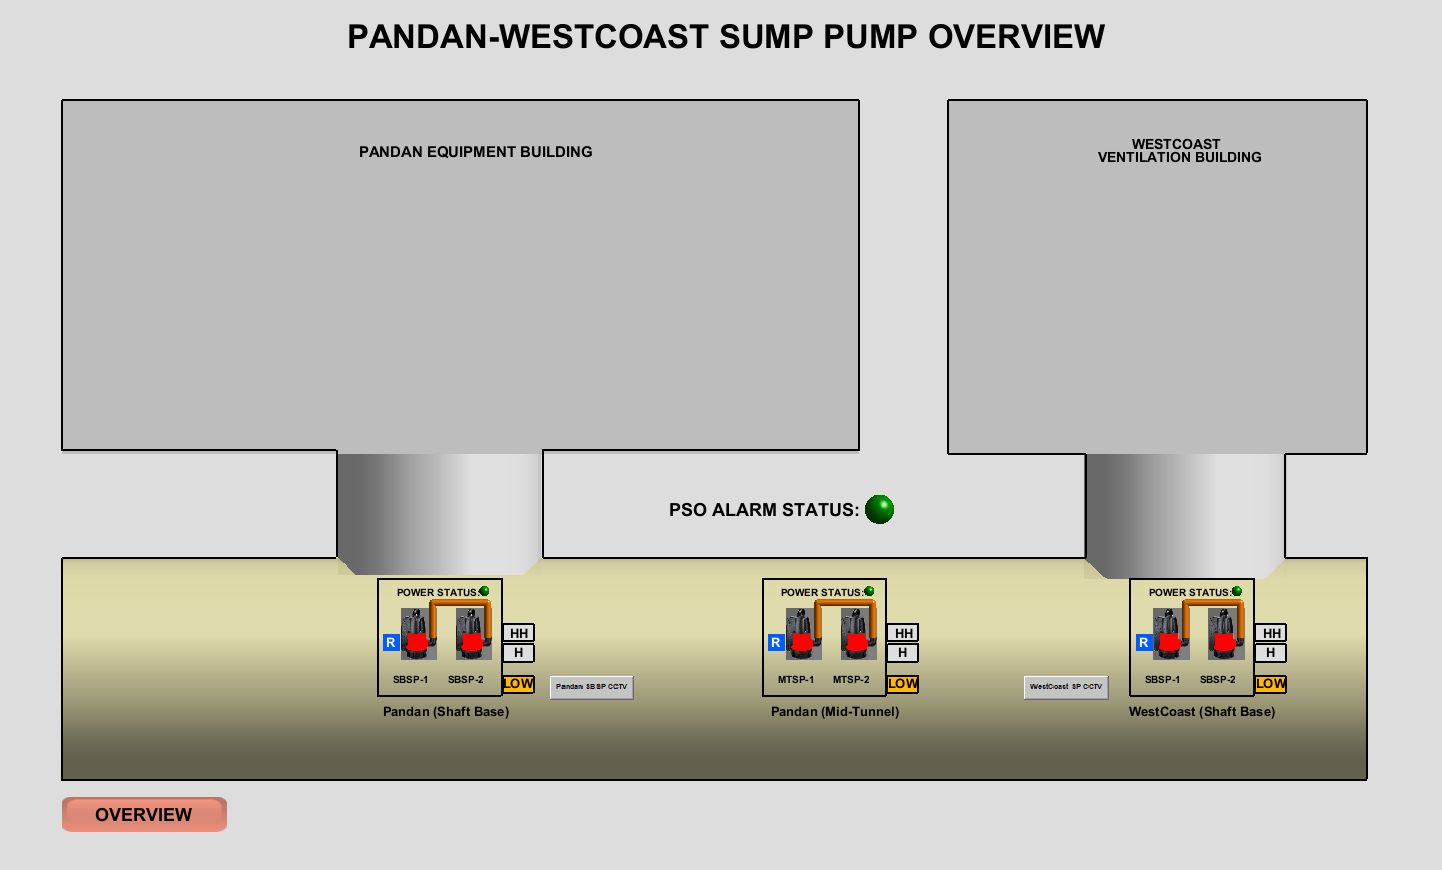 PANDAN-WESTCOAST SUMP PUMP OVERVIEW
PANDAN EQUIPMENT BUILDING
WESTCOAST
VENTILATION BUILDING
PSO ALARM STATUS:
POWER STATUS:
R
HH
H
LOW
SBSP-1 SBSP-2
Pandan SBSP CCTV
Pandan (Shaft Base)
POWER STATUS:
R
HH
H
LOW
MTSP-1 MTSP-2
Pandan (Mid-Tunnel)
WestCoast SP CCTV
POWER STATUS:
R
HH
H
LOW
SBSP-1 SBSP-2
WestCoast (Shaft Base)
OVERVIEW